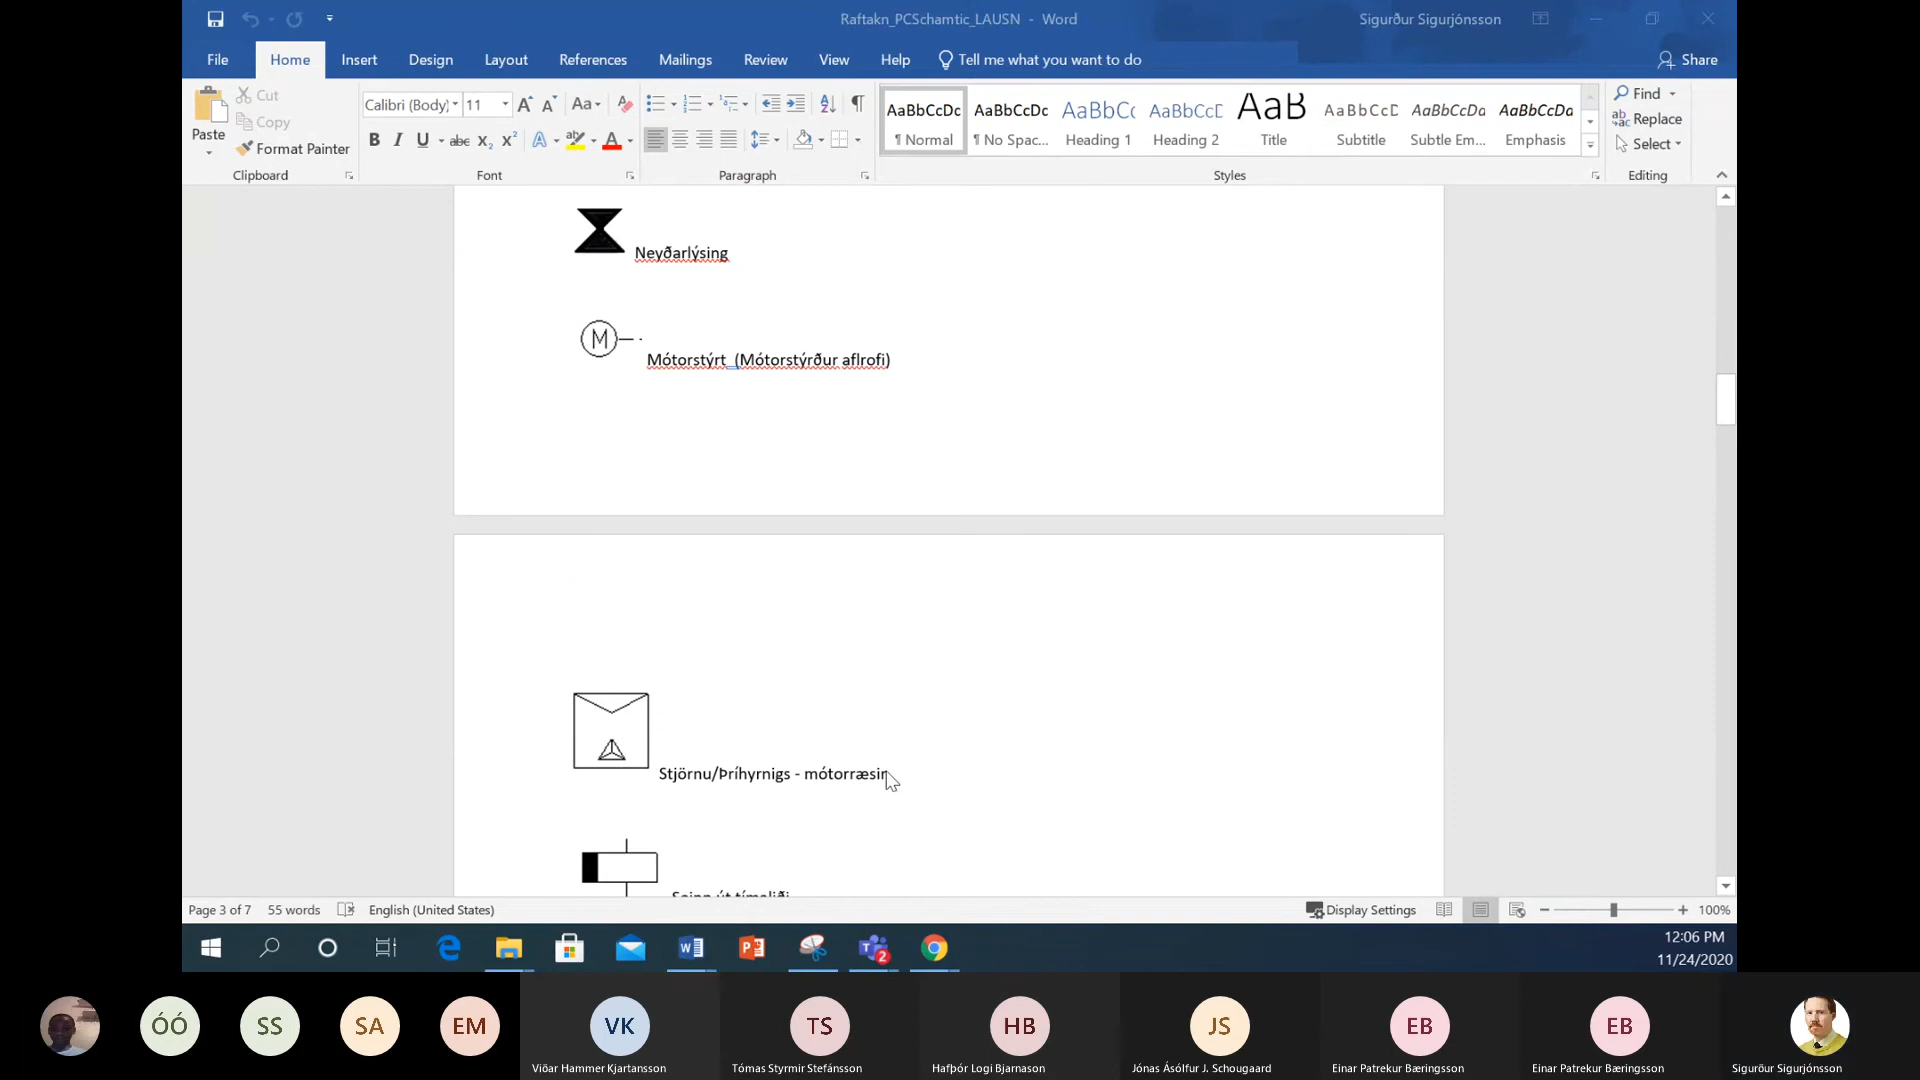 Raftakn_PCSchamtic_LAUSN - Word
Sigurður Sigurjónsson
File Home Insert Design Layout References Mailings Review View Help Tell me what you want to do Share
Cut
Copy
Paste
Format Painter
Clipboard
Calibri (Body) 11
Font
Paragraph
AaBbCcDc AaBbCcDc AaBbCc AaBbCcD AaB AaBbCcD AaBbCcDa AaBbCcDa
¶ Normal ¶ No Spac... Heading 1 Heading 2 Title Subtitle Subtle Em... Emphasis
Styles
Find
Replace
Select
Editing
Neyðarlýsing
M
Mótorstýrt (Mótorstýrður aflrofi)
Stjörnu/Þríhyrnigs - mótorræsir
Page 3 of 7 55 words English (United States) Display Settings 100%
12:06 PM
11/24/2020
2
ÓÓ SS SA EM VK TS HB JS EB EB
Viðar Hammer Kjartansson Tómas Styrmir Stefánsson Hafþór Logi Bjarnason Jónas Ásólfur J. Schougaard Einar Patrekur Bæringsson Einar Patrekur Bæringsson Sigurður Sigurjónsson